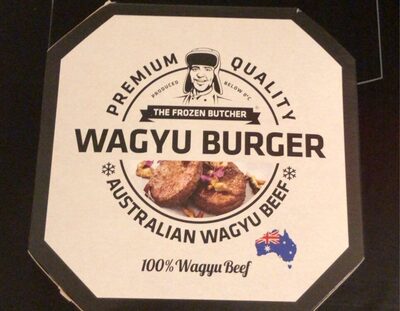 PREMIUM QUALITY
PRODUCED BELOW 0°C
THE FROZEN BUTCHER
WAGYU BURGER
AUSTRALIAN WAGYU BEEF
100% Wagyu Beef